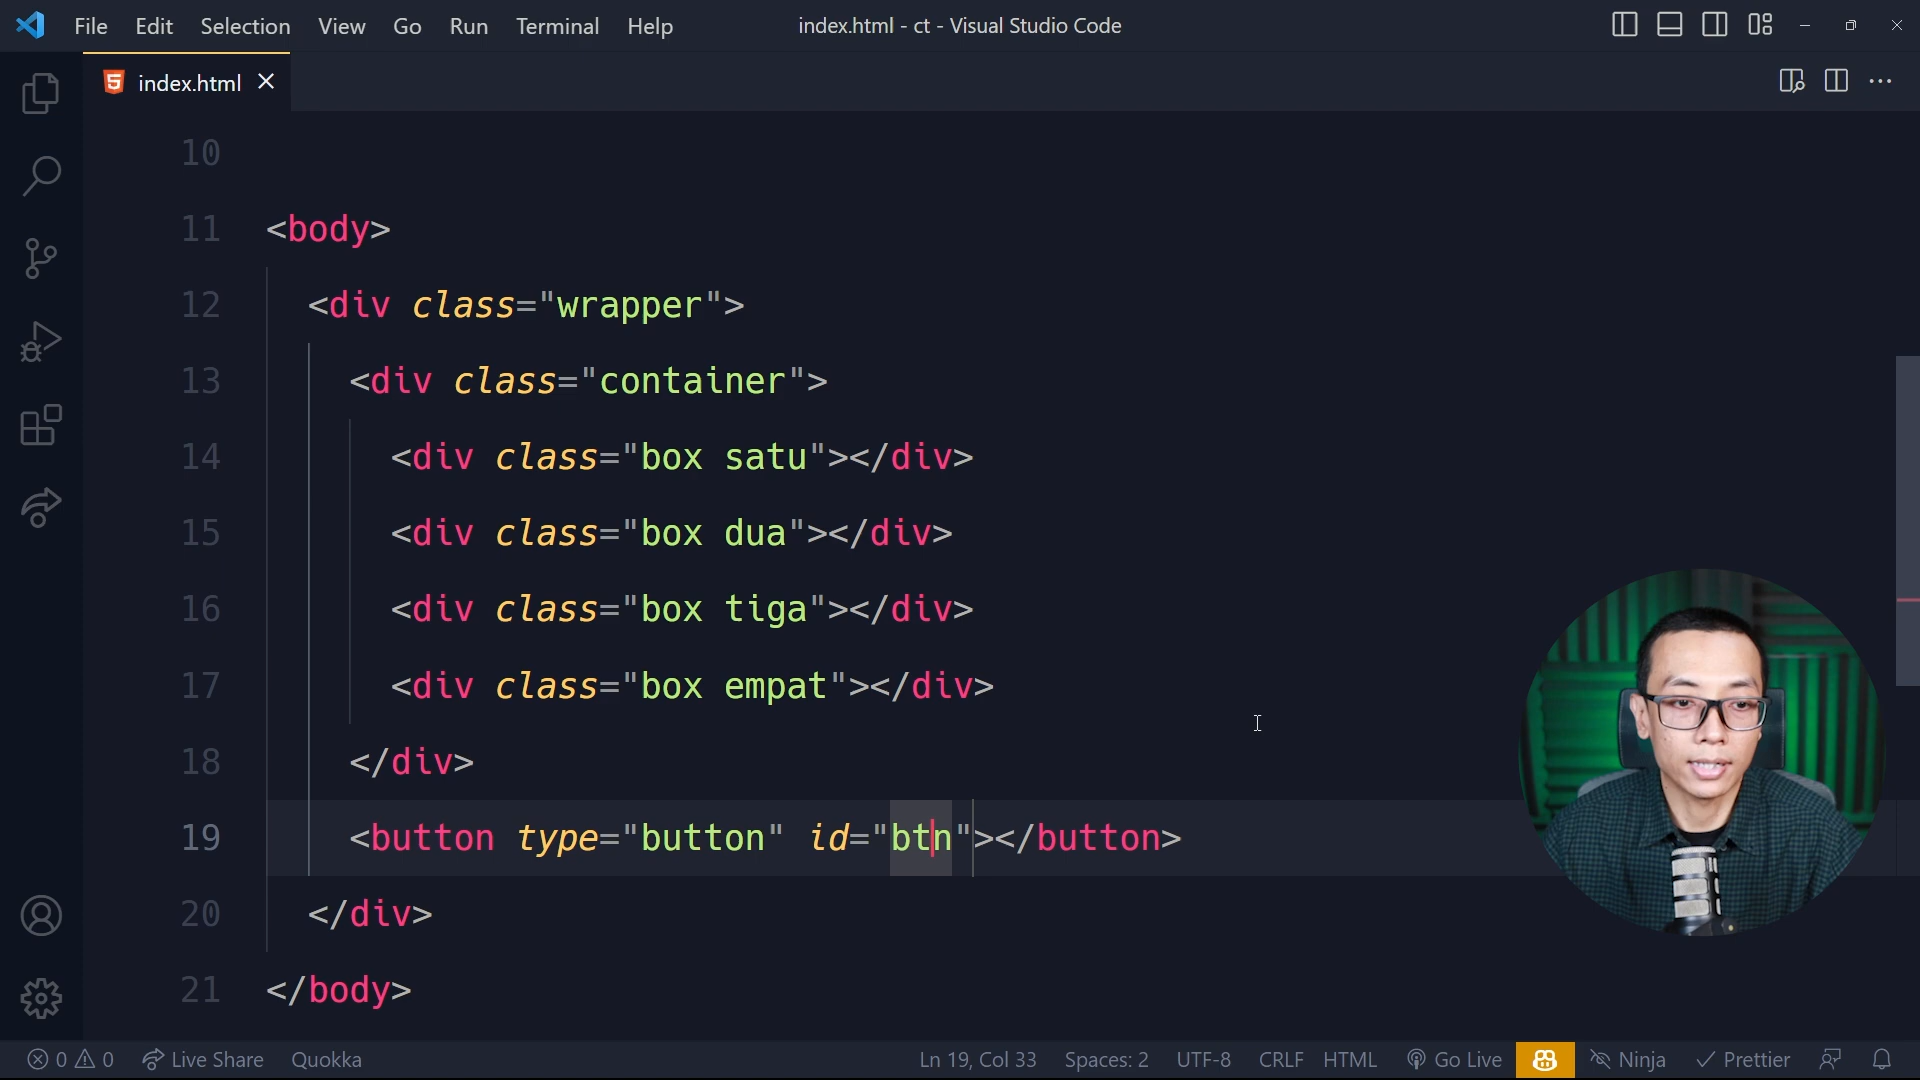 File Edit Selection View Go Run Terminal Help index.html - ct - Visual Studio Code
index.html
10
11 <body>
12 <div class="wrapper">
13 <div class="container">
14 <div class="box satu"></div>
15 <div class="box dua"></div>
16 <div class="box tiga"></div>
17 <div class="box empat"></div>
18 </div>
19 <button type="button" id="btn"></button>
20 </div>
21 </body>
0 0 Live Share Quokka Ln 19, Col 33 Spaces: 2 UTF-8 CRLF HTML Go Live Ninja Prettier